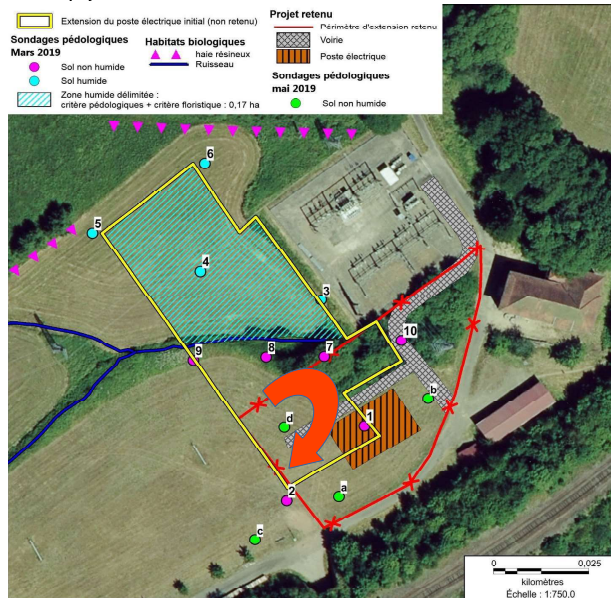 Extension du poste électrique initial (non retenu)
Sondages pédologiques
Mars 2019
Sol non humide
Sol humide
Zone humide délimitée :
critère pédologiques + critère floristique : 0,17 ha
Habitats biologiques
haie résineux
Ruisseau
Projet retenu
Périmètre d'extension retenu
Voirie
Poste électrique
Sondages pédologiques
mai 2019
Sol non humide
6
5
4
3
10
9
8
7
b
d
1
2
a
c
0 0,025
kilomètres
Échelle : 1:750.0